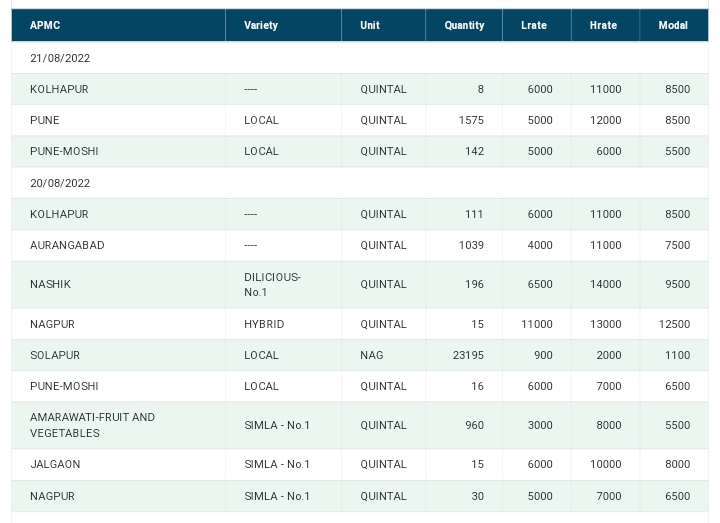 APMC Variety Unit Quantity Lrate Hrate Modal
21/08/2022
KOLHAPUR ---- QUINTAL 8 6000 11000 8500
PUNE LOCAL QUINTAL 1575 5000 12000 8500
PUNE-MOSHI LOCAL QUINTAL 142 5000 6000 5500
20/08/2022
KOLHAPUR ---- QUINTAL 111 6000 11000 8500
AURANGABAD ---- QUINTAL 1039 4000 11000 7500
NASHIK DILICIOUS- QUINTAL 196 6500 14000 9500
No.1
NAGPUR HYBRID QUINTAL 15 11000 13000 12500
SOLAPUR LOCAL NAG 23195 900 2000 1100
PUNE-MOSHI LOCAL QUINTAL 16 6000 7000 6500
AMARAWATI-FRUIT AND SIMLA - No.1 QUINTAL 960 3000 8000 5500
VEGETABLES
JALGAON SIMLA - No.1 QUINTAL 15 6000 10000 8000
NAGPUR SIMLA - No.1 QUINTAL 30 5000 7000 6500